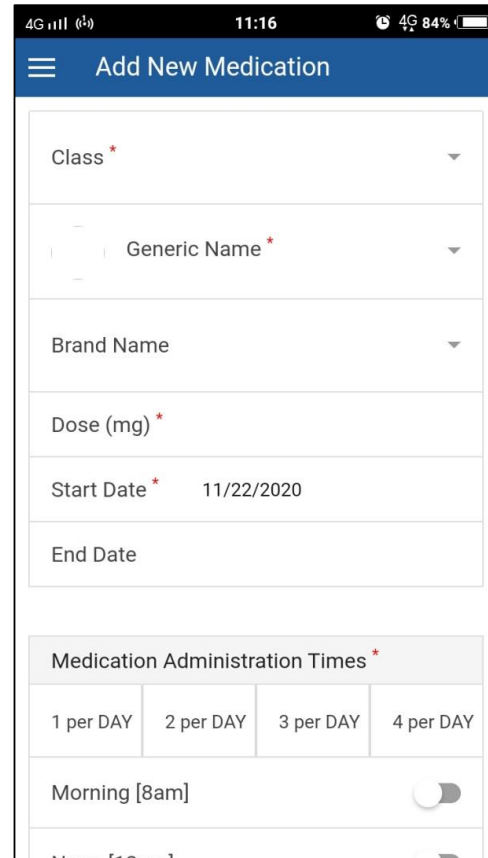 4G 11:16 4G 84%
Add New Medication
Class *
Generic Name *
Brand Name
Dose (mg) *
Start Date * 11/22/2020
End Date
Medication Administration Times *
1 per DAY 2 per DAY 3 per DAY 4 per DAY
Morning [8am]